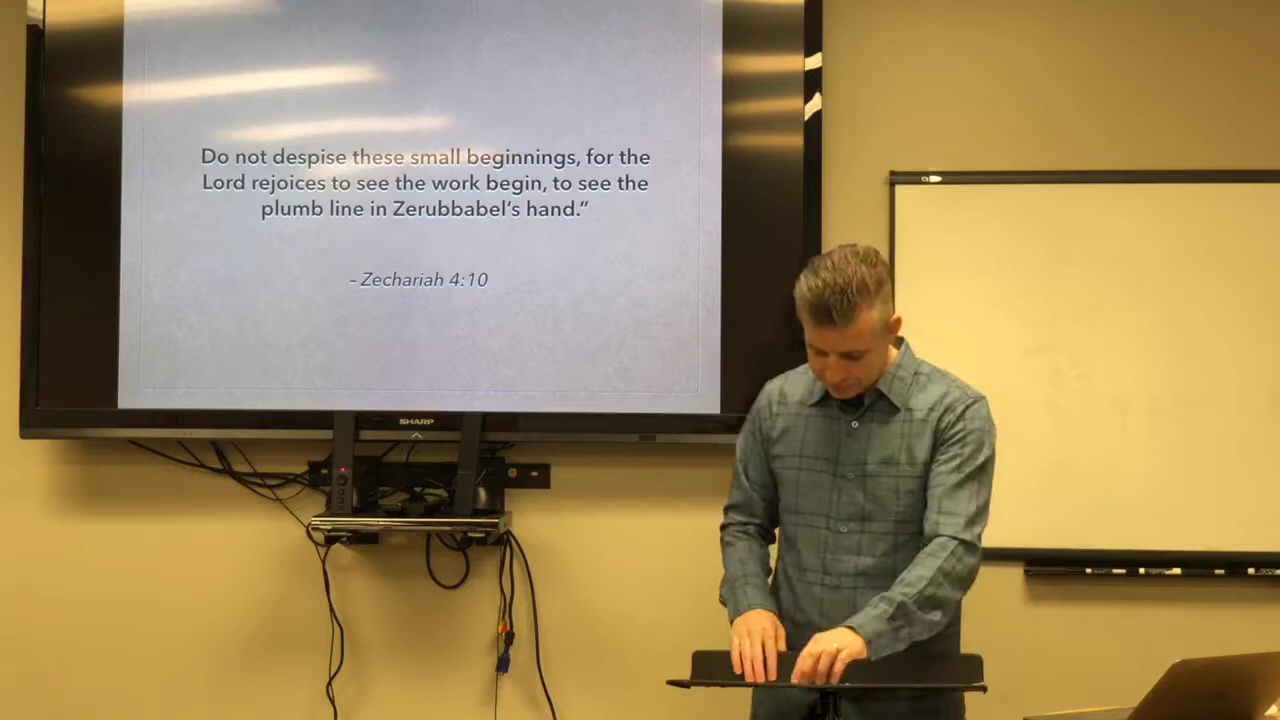 Do not despise these small beginnings, for the
Lord rejoices to see the work begin, to see the
plumb line in Zerubbabel’s hand.”
– Zechariah 4:10
SHARP